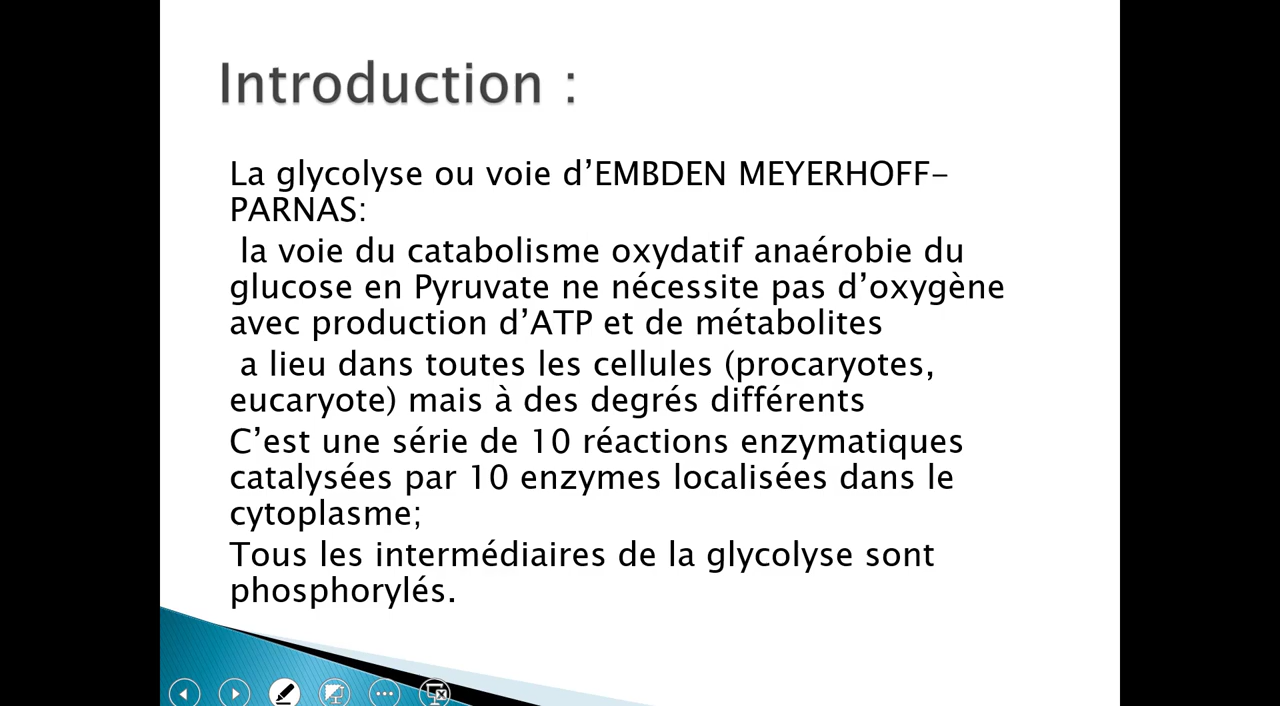 Introduction :
La glycolyse ou voie d’EMBDEN MEYERHOFF-
PARNAS:
la voie du catabolisme oxydatif anaérobie du
glucose en Pyruvate ne nécessite pas d’oxygène
avec production d’ATP et de métabolites
a lieu dans toutes les cellules (procaryotes,
eucaryote) mais à des degrés différents
C’est une série de 10 réactions enzymatiques
catalysées par 10 enzymes localisées dans le
cytoplasme;
Tous les intermédiaires de la glycolyse sont
phosphorylés.